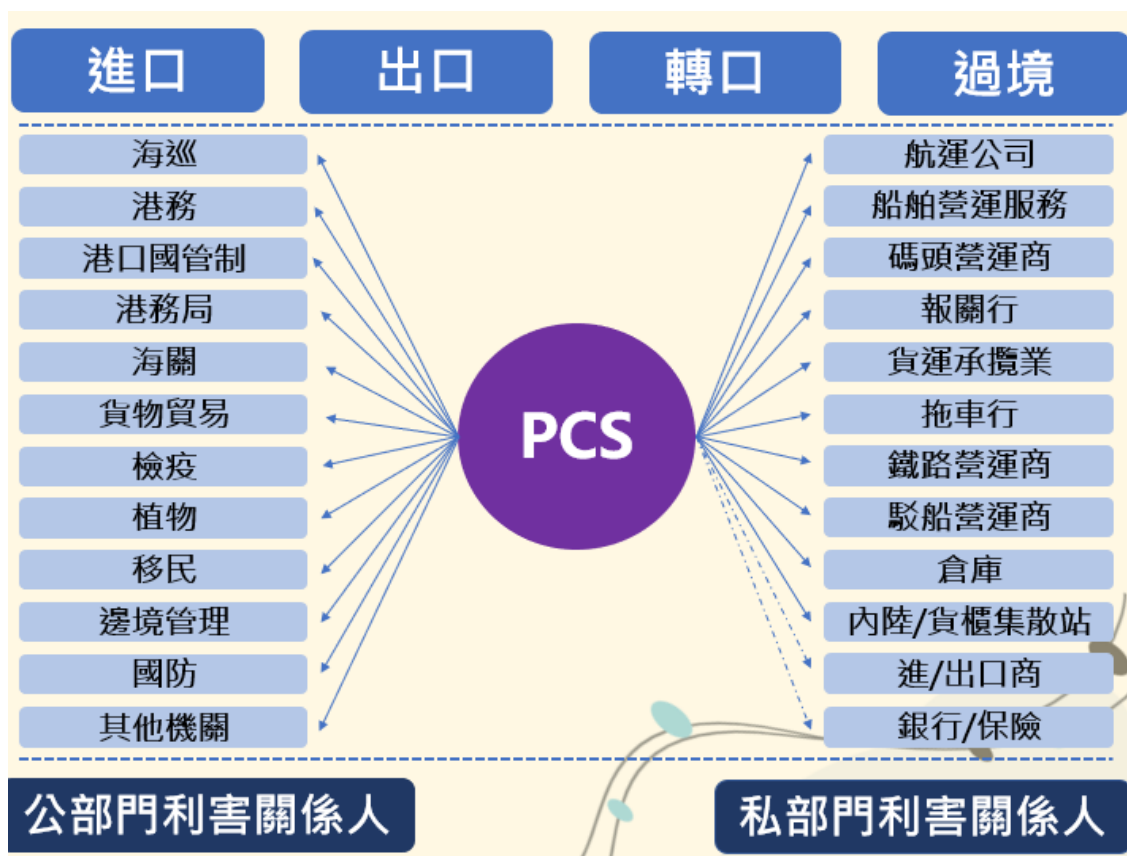 進口
出口
轉口
過境
海巡
港務
港口國管制
港務局
海關
貨物貿易
檢疫
植物
移民
邊境管理
國防
其他機關
PCS
航運公司
船舶營運服務
碼頭營運商
報關行
貨運承攬業
拖車行
鐵路營運商
駁船營運商
倉庫
內陸/貨櫃集散站
進/出口商
銀行/保險
公部門利害關係人
私部門利害關係人